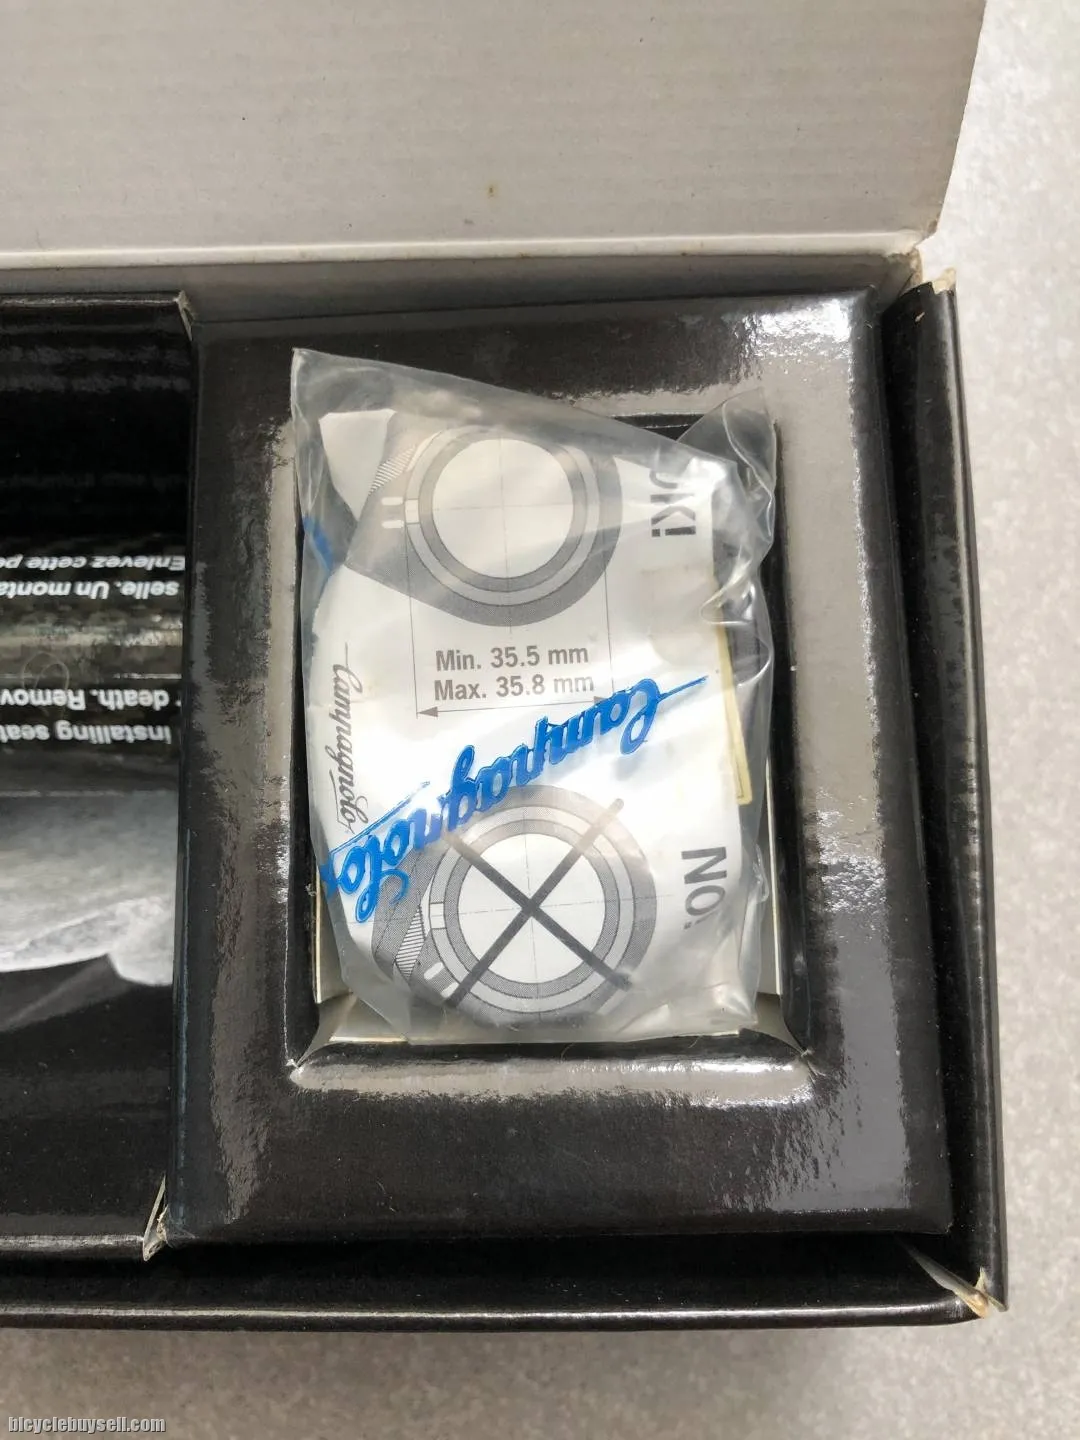 OK!
Min. 35.5 mm
Max. 35.8 mm
Campagnolo
Campagnolo
NO.
Installing
death. Remov
selle. Un monta
Enlevez cette
bicyclebuysell.com